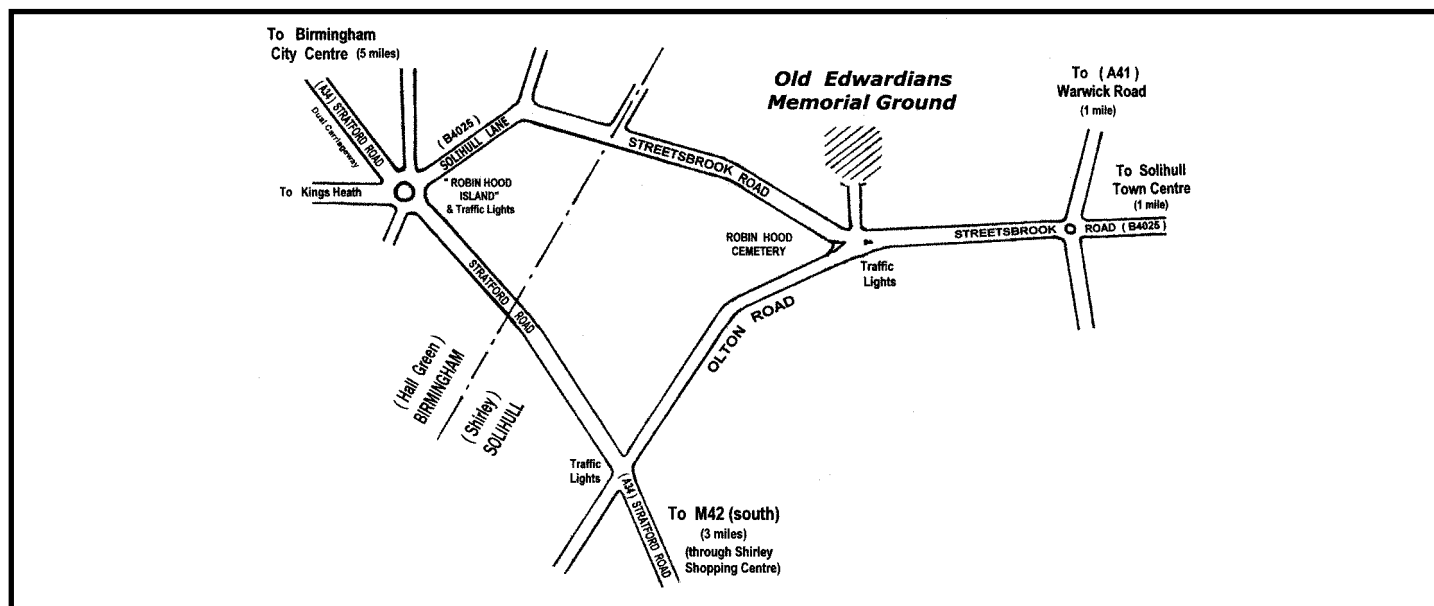 To Birmingham
City Centre (5 miles)
(A34) STRATFORD ROAD
Dual Carriageway
(B4025)
SOLIHULL LANE
Old Edwardians
Memorial Ground
To (A41)
Warwick Road
(1 mile)
STREETSBROOK ROAD
To Solihull
Town Centre
(1 mile)
To Kings Heath
"ROBIN HOOD
ISLAND"
& Traffic Lights
ROBIN HOOD
CEMETERY
STREETSBROOK ROAD (B4025)
Traffic
Lights
STRATFORD ROAD
OLTON ROAD
(Hall Green)
BIRMINGHAM
(Shirley)
SOLIHULL
Traffic
Lights
(A34) STRATFORD ROAD
To M42 (south)
(3 miles)
(through Shirley
Shopping Centre)